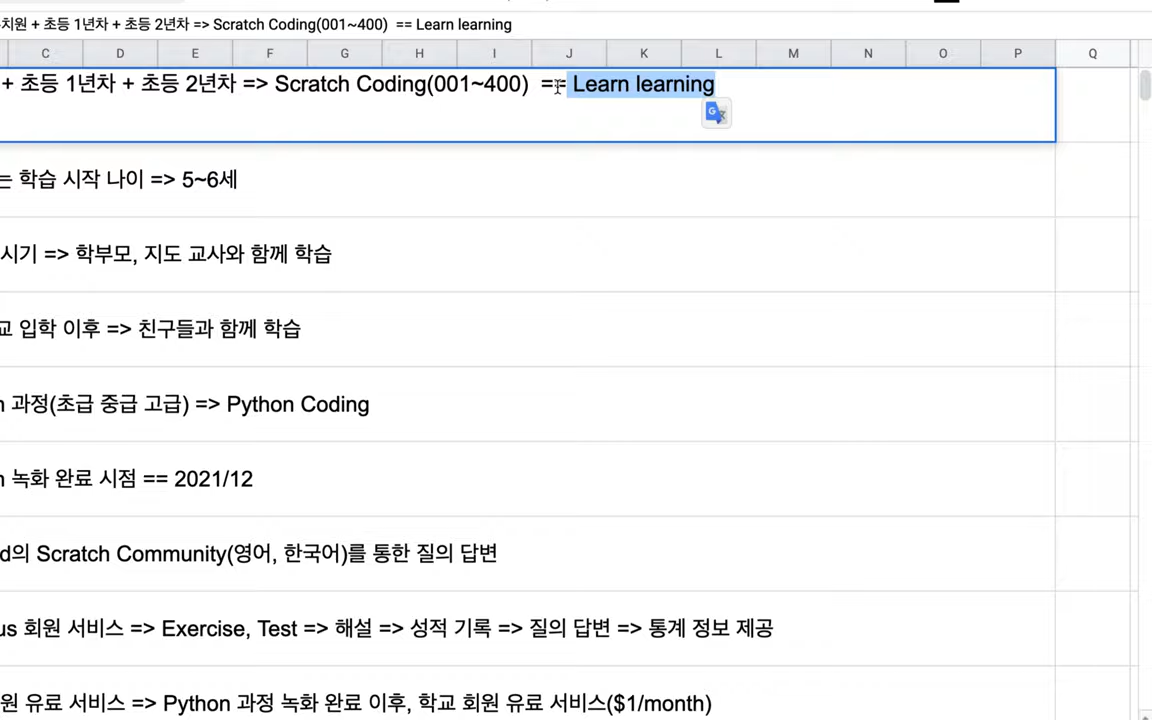 치원 + 초등 1년차 + 초등 2년차 => Scratch Coding(001~400) == Learn learning
C D E F G H I J K L M N O P Q
+ 초등 1년차 + 초등 2년차 => Scratch Coding(001~400) == Learn learning
는 학습 시작 나이 => 5~6세
시기 => 학부모, 지도 교사와 함께 학습
교 입학 이후 => 친구들과 함께 학습
과정(초급 중급 고급) => Python Coding
녹화 완료 시점 == 2021/12
d의 Scratch Community(영어, 한국어)를 통한 질의 답변
us 회원 서비스 => Exercise, Test => 해설 => 성적 기록 => 질의 답변 => 통계 정보 제공
원 유료 서비스 => Python 과정 녹화 완료 이후, 학교 회원 유료 서비스($1/month)